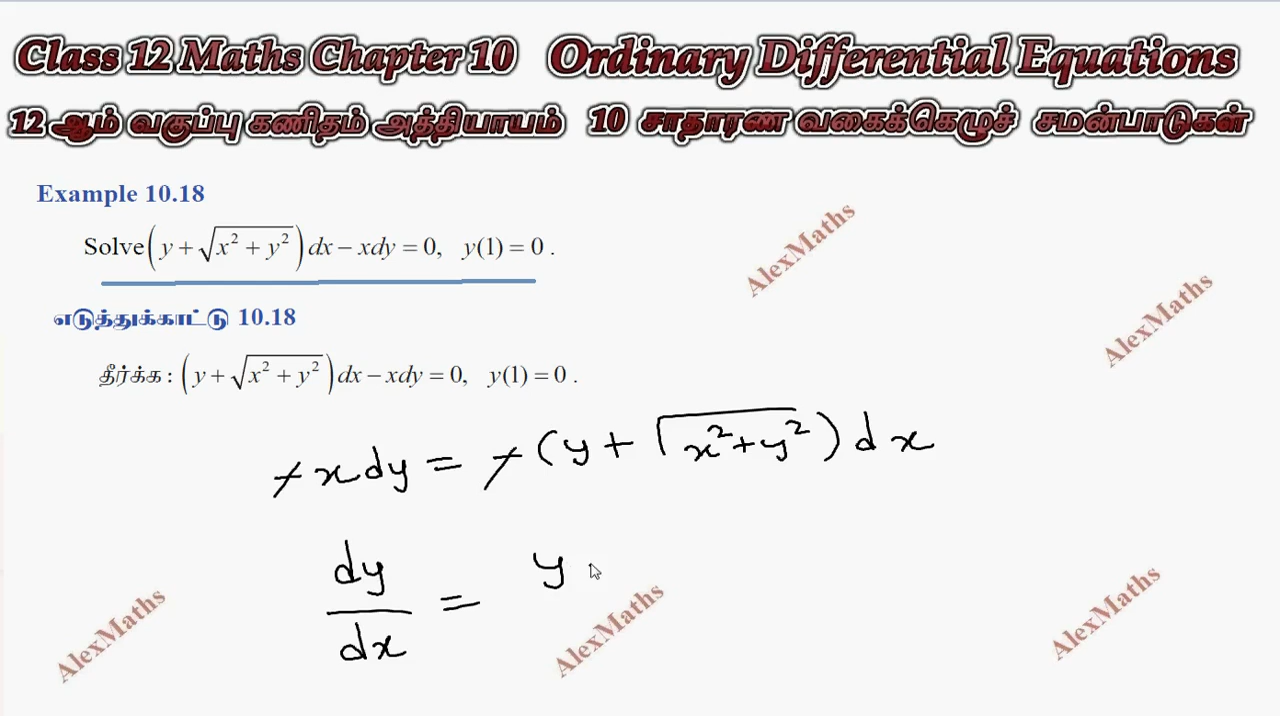 Class 12 Maths Chapter 10 Ordinary Differential Equations
12 ஆம் வகுப்பு கணிதம் அத்தியாயம் 10 சாதாரண வகைக்கெழுச் சமன்பாடுகள்
Example 10.18
Solve (y + √(x² + y²)) dx − xdy = 0, y(1) = 0 .
எடுத்துக்காட்டு 10.18
தீர்க்க : (y + √(x² + y²)) dx − xdy = 0, y(1) = 0 .
−x dy = −(y + √(x² + y²)) dx
dy/dx = y
AlexMaths
AlexMaths
AlexMaths
AlexMaths
AlexMaths